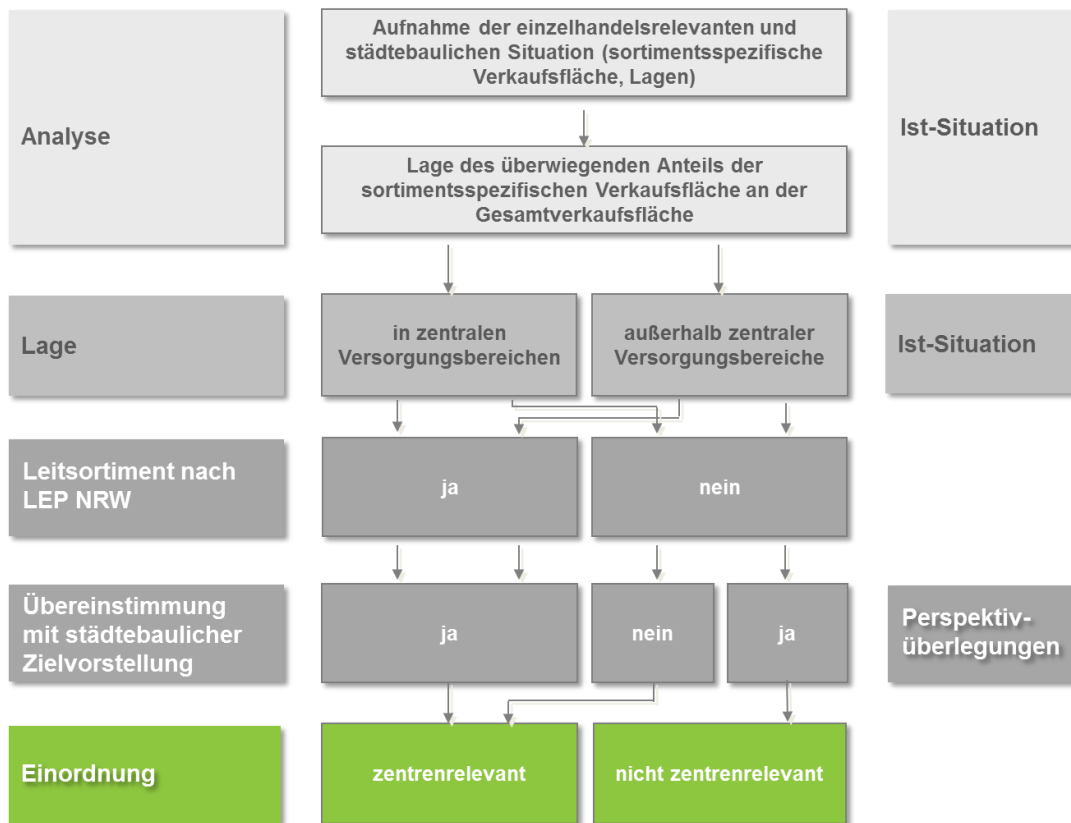 Aufnahme der einzelhandelsrelevanten und
städtebaulichen Situation (sortimentsspezifische
Verkaufsfläche, Lagen)
Analyse
Ist-Situation
Lage des überwiegenden Anteils der
sortimentsspezifischen Verkaufsfläche an der
Gesamtverkaufsfläche
Lage
in zentralen
Versorgungsbereichen
außerhalb zentraler
Versorgungsbereiche
Ist-Situation
Leitsortiment nach
LEP NRW
ja
nein
Übereinstimmung
mit städtebaulicher
Zielvorstellung
ja
nein
ja
Perspektiv-
überlegungen
Einordnung
zentrenrelevant
nicht zentrenrelevant